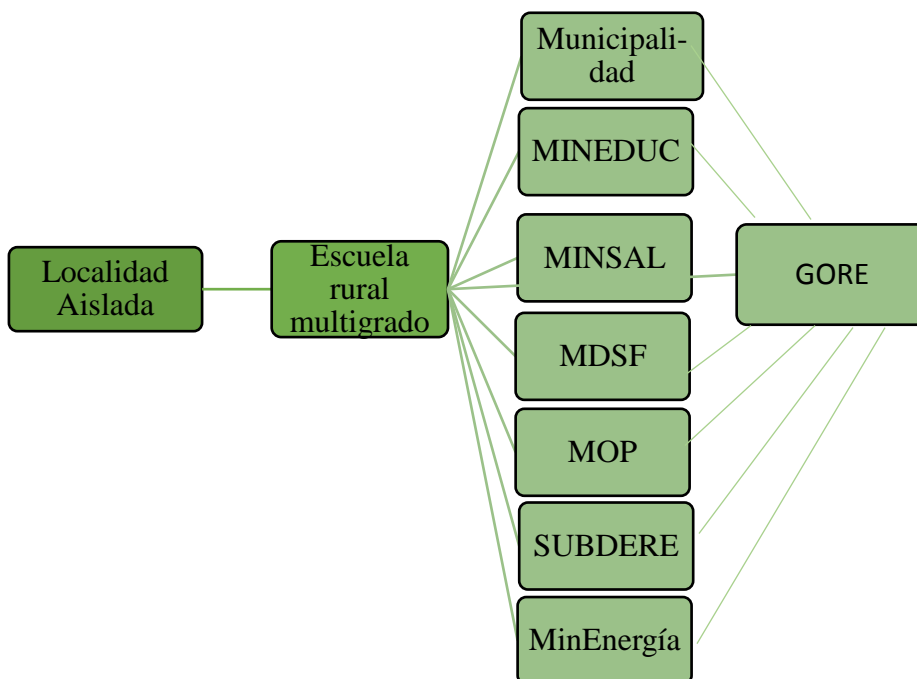 Localidad
Aislada
Escuela
rural
multigrado
Municipali-
dad
MINEDUC
MINSAL
MDSF
MOP
SUBDERE
MinEnergía
GORE